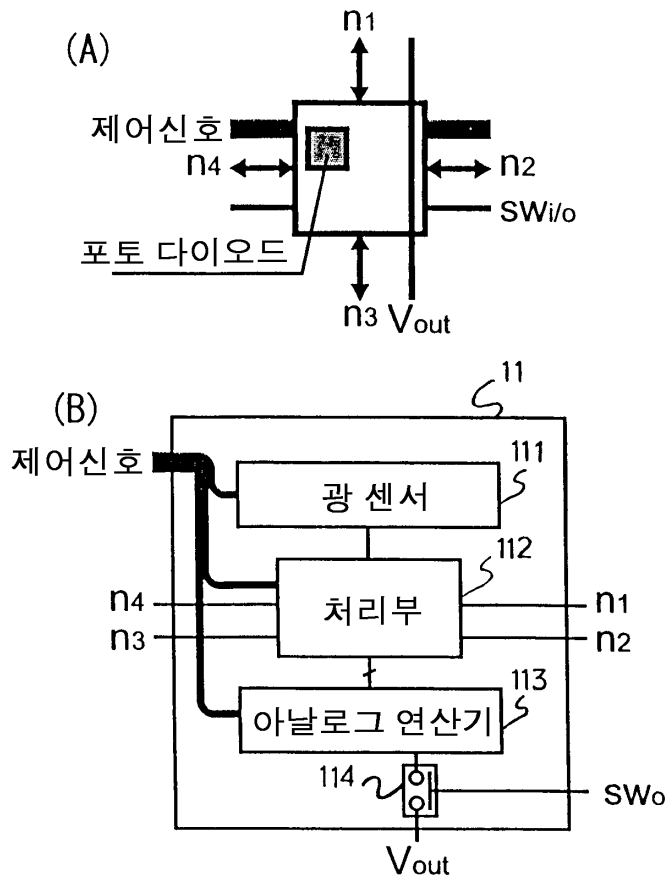 (A)
n1
제어신호
n4
n2
SWi/o
포토 다이오드
n3
Vout
(B)
11
제어신호
111
광 센서
112
n4
처리부
n1
n3
n2
113
아날로그 연산기
114
SWo
Vout